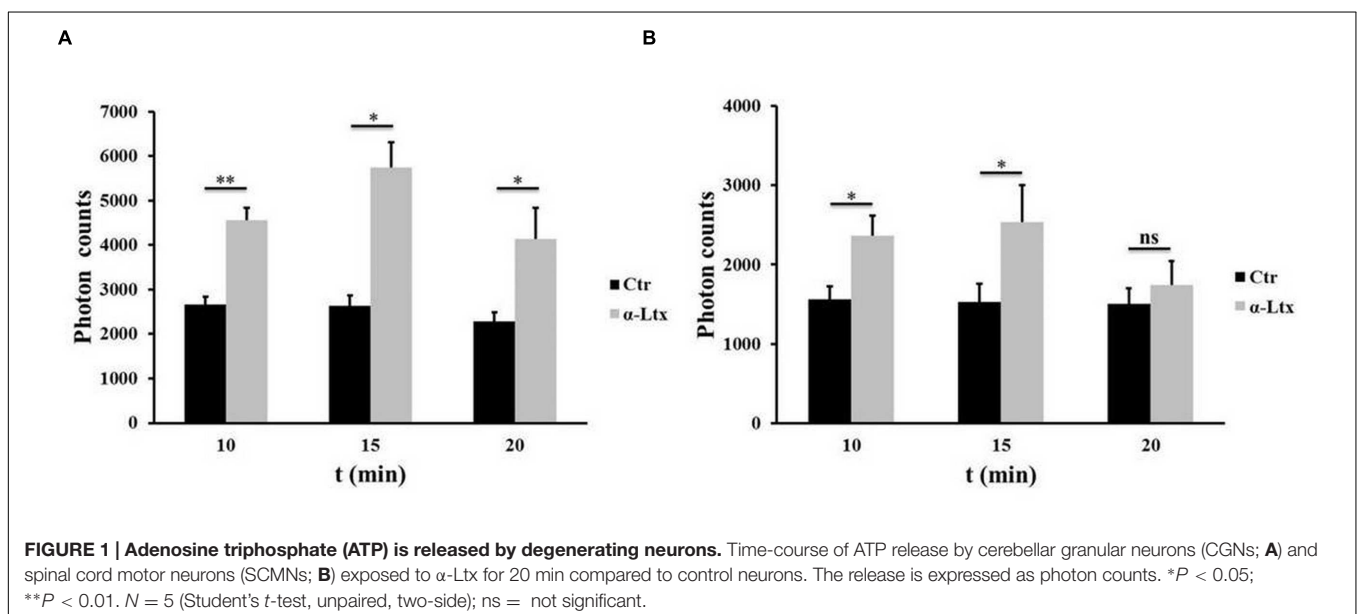 A
B
7000
6000
5000
4000
3000
2000
1000
0
Photon counts
**
*
*
10
15
20
t (min)
Ctr
α-Ltx
4000
3000
2000
1000
0
Photon counts
*
*
ns
10
15
20
t (min)
Ctr
α-Ltx
FIGURE 1 | Adenosine triphosphate (ATP) is released by degenerating neurons. Time-course of ATP release by cerebellar granular neurons (CGNs; A) and
spinal cord motor neurons (SCMNs; B) exposed to α-Ltx for 20 min compared to control neurons. The release is expressed as photon counts. *P < 0.05;
**P < 0.01. N = 5 (Student's t-test, unpaired, two-side); ns = not significant.